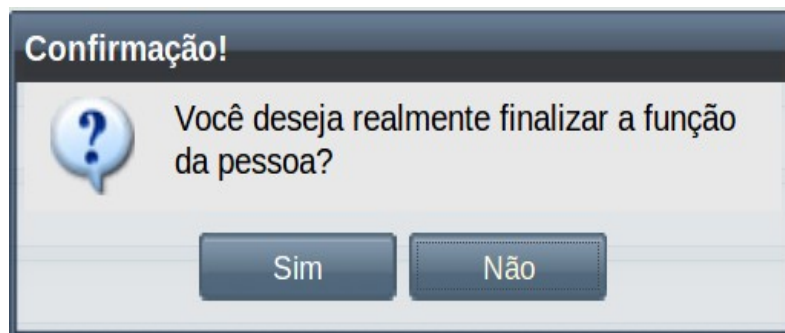 Confirmação!
Você deseja realmente finalizar a função
da pessoa?
Sim
Não